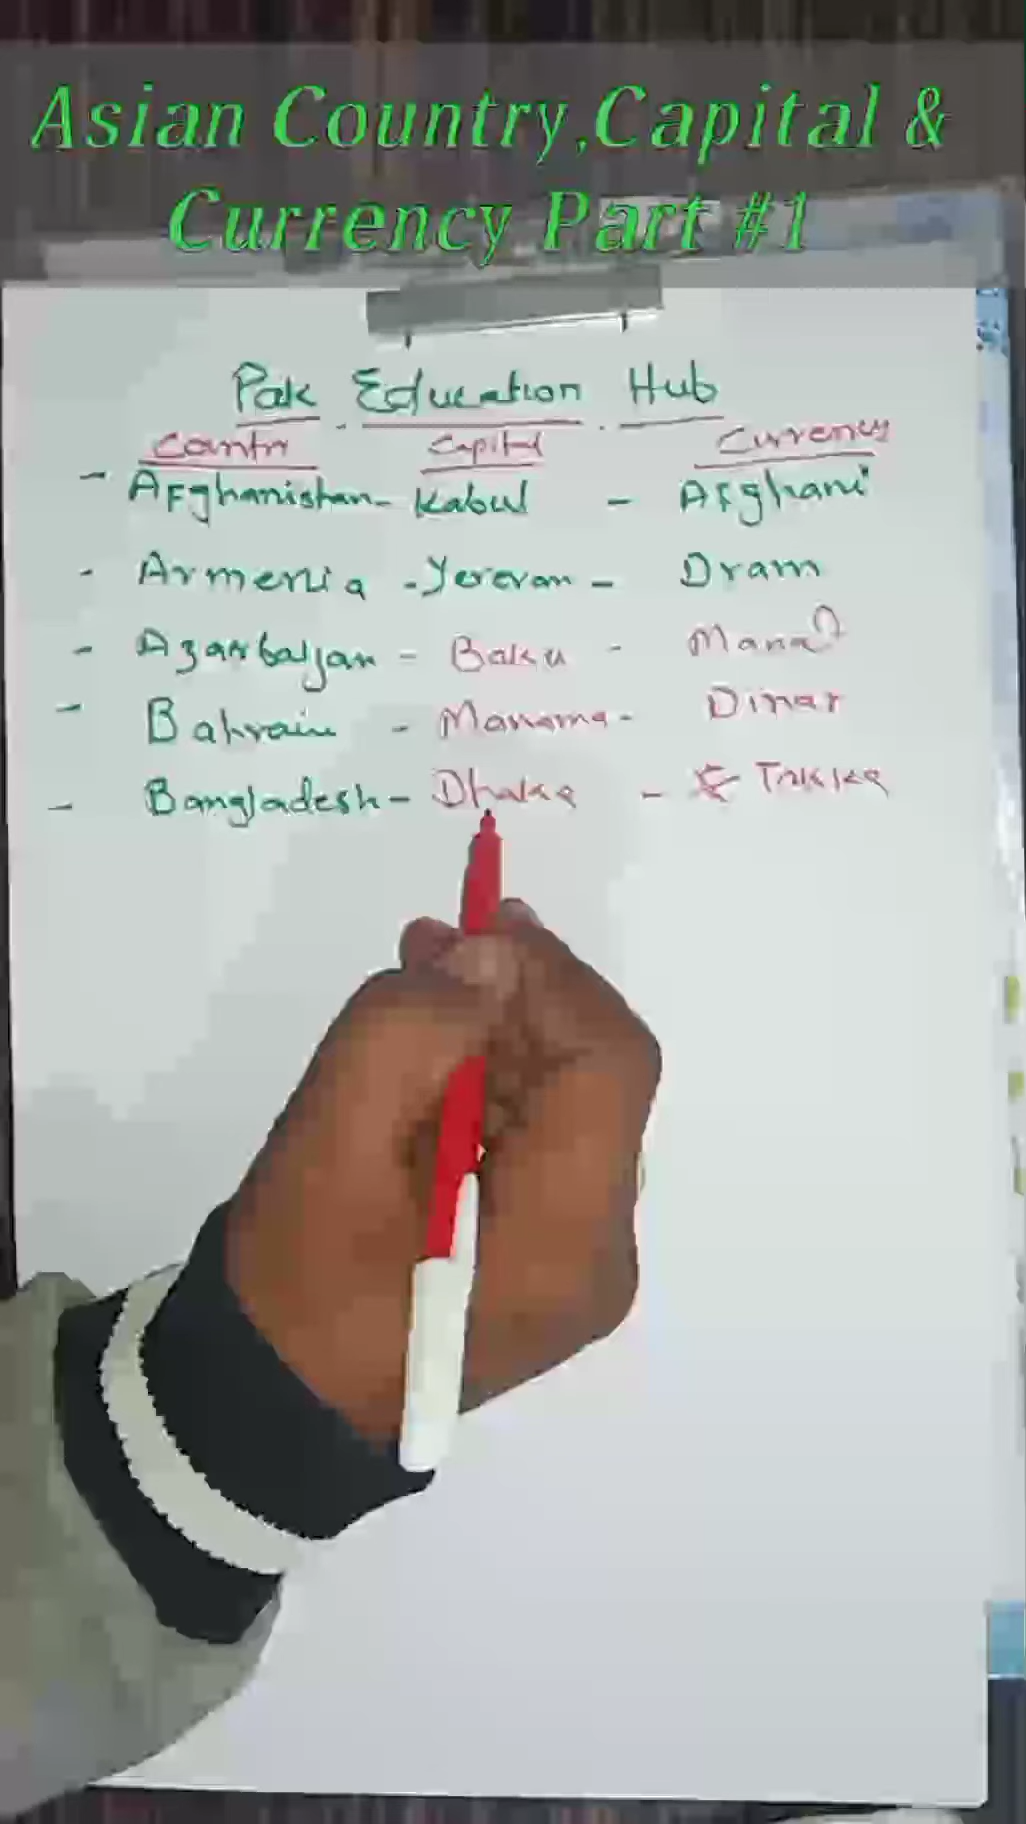 Asian Country,Capital &
Currency Part #1
Pak Education Hub
Countr Capital Currency
- Afghanistan - Kabul - Afghani
- Armenia - Yerevan - Dram
- Azarbaijan - Baku - Manat
- Bahrain - Manama - Dinar
- Bangladesh - Dhaka - Takka